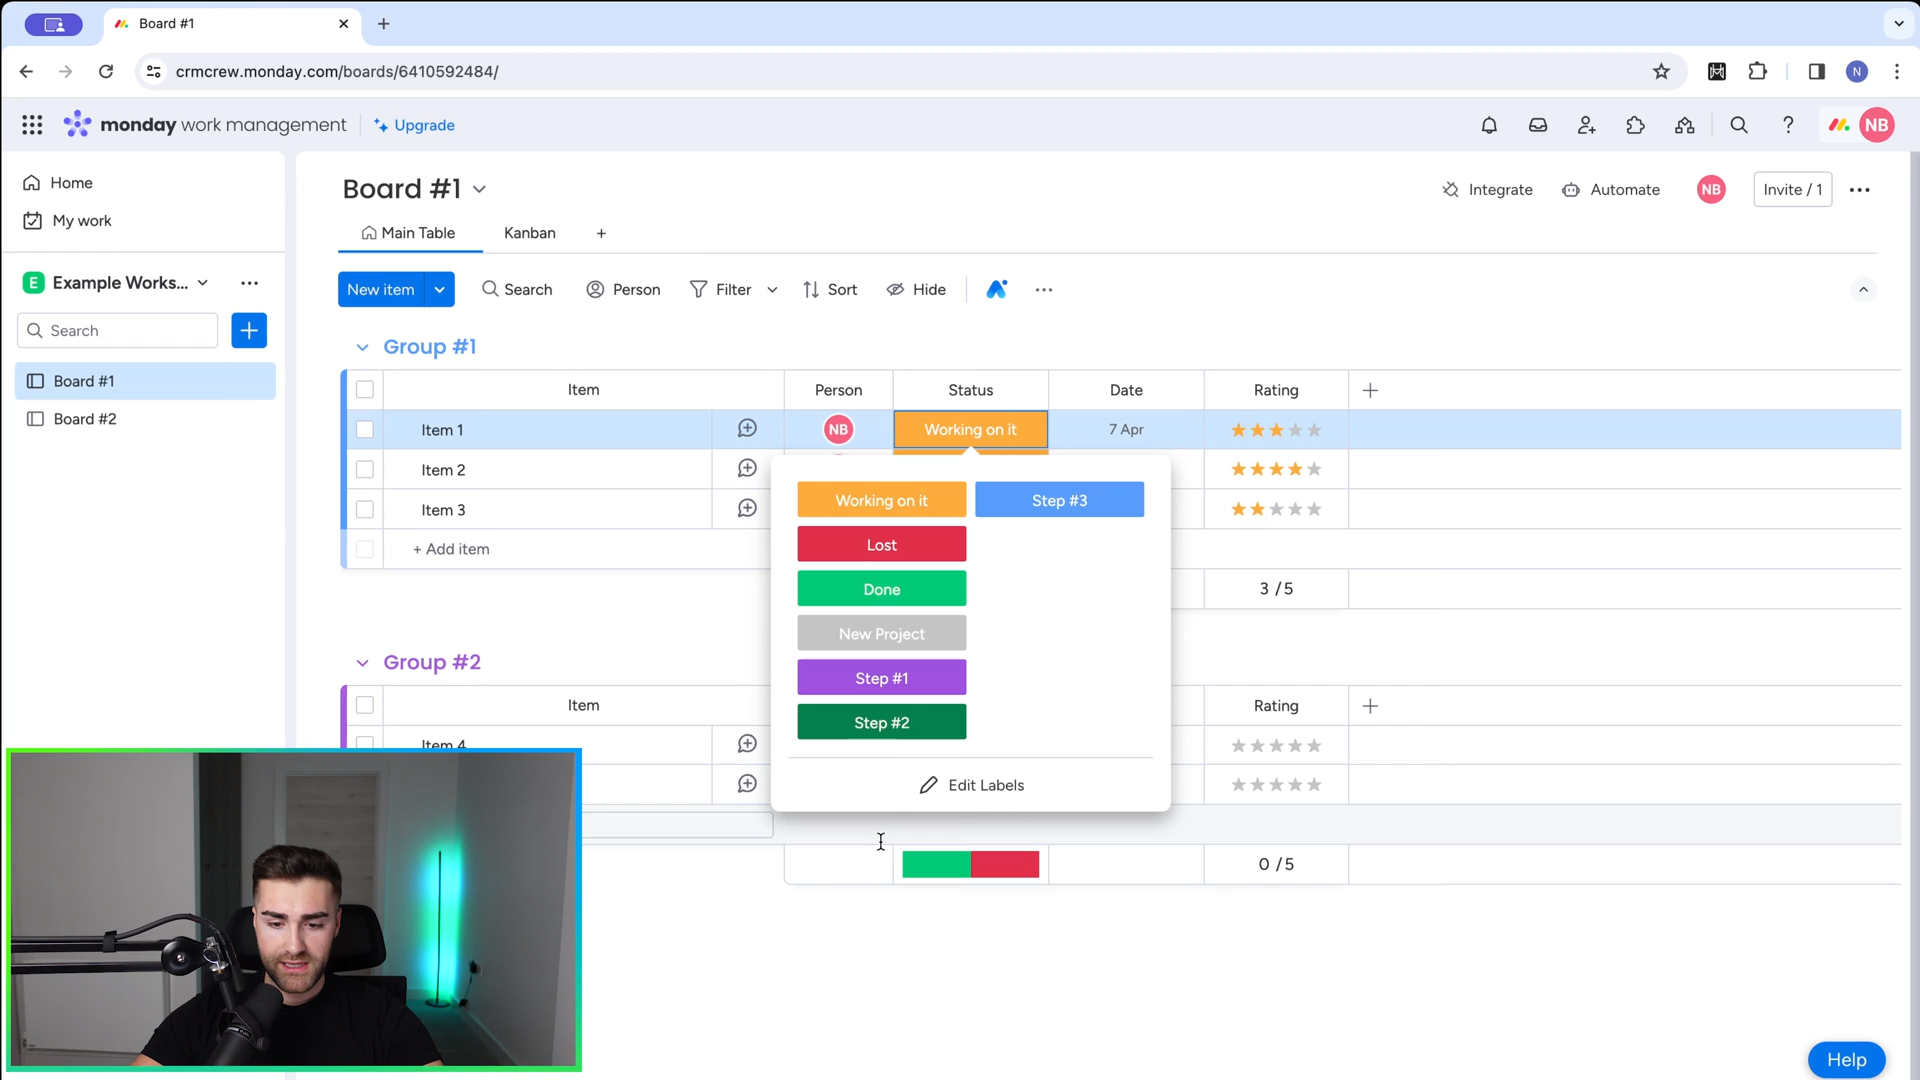 Board #1
crmcrew.monday.com/boards/6410592484/
N
monday work management
Upgrade
NB
Home
My work
E Example Works...
Search
Board #1
Board #2
Board #1
Integrate
Automate
NB
Invite / 1
Main Table
Kanban
New item
Search
Person
Filter
Sort
Hide
Group #1
Item Person Status Date Rating
Item 1 NB Working on it 7 Apr
Item 2
Item 3
+ Add item
3 / 5
Working on it
Step #3
Lost
Done
New Project
Step #1
Step #2
Edit Labels
Group #2
Item Rating
Item 4
0 / 5
Help